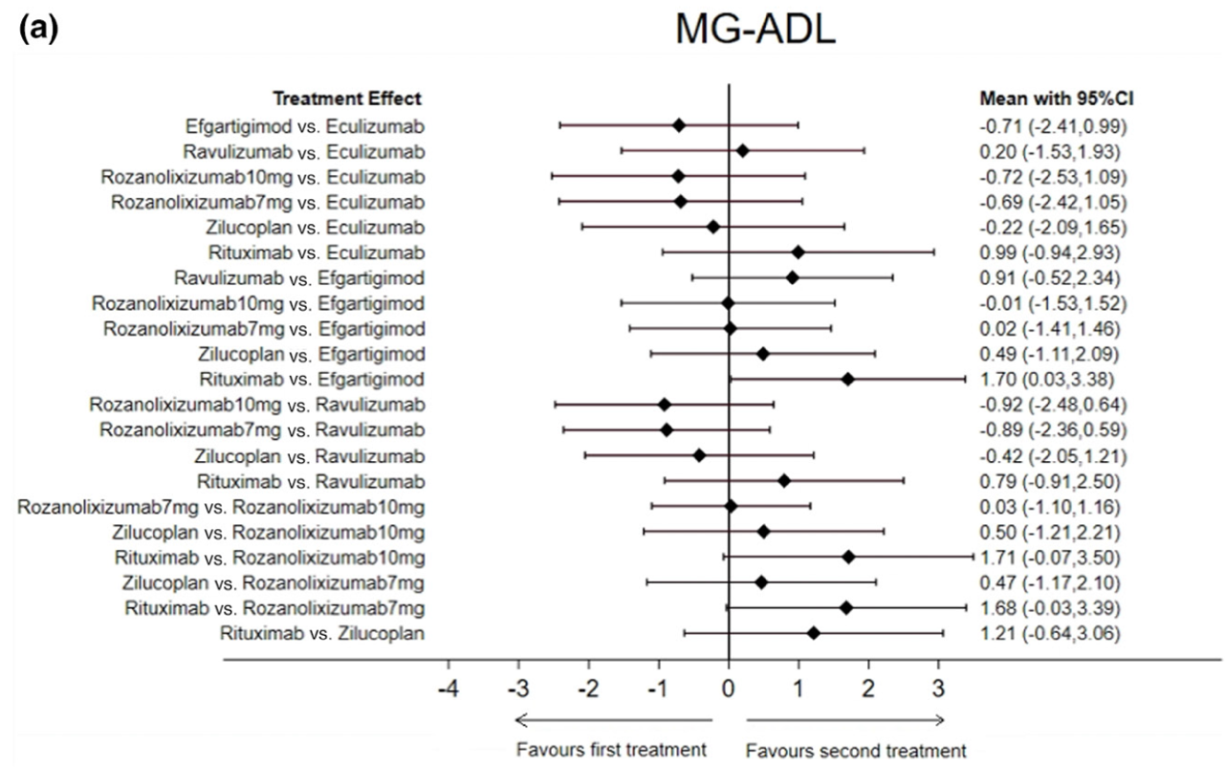 (a)
MG-ADL
Treatment Effect Mean with 95%CI
Efgartigimod vs. Eculizumab -0.71 (-2.41,0.99)
Ravulizumab vs. Eculizumab 0.20 (-1.53,1.93)
Rozanolixizumab10mg vs. Eculizumab -0.72 (-2.53,1.09)
Rozanolixizumab7mg vs. Eculizumab -0.69 (-2.42,1.05)
Zilucoplan vs. Eculizumab -0.22 (-2.09,1.65)
Rituximab vs. Eculizumab 0.99 (-0.94,2.93)
Ravulizumab vs. Efgartigimod 0.91 (-0.52,2.34)
Rozanolixizumab10mg vs. Efgartigimod -0.01 (-1.53,1.52)
Rozanolixizumab7mg vs. Efgartigimod 0.02 (-1.41,1.46)
Zilucoplan vs. Efgartigimod 0.49 (-1.11,2.09)
Rituximab vs. Efgartigimod 1.70 (0.03,3.38)
Rozanolixizumab10mg vs. Ravulizumab -0.92 (-2.48,0.64)
Rozanolixizumab7mg vs. Ravulizumab -0.89 (-2.36,0.59)
Zilucoplan vs. Ravulizumab -0.42 (-2.05,1.21)
Rituximab vs. Ravulizumab 0.79 (-0.91,2.50)
Rozanolixizumab7mg vs. Rozanolixizumab10mg 0.03 (-1.10,1.16)
Zilucoplan vs. Rozanolixizumab10mg 0.50 (-1.21,2.21)
Rituximab vs. Rozanolixizumab10mg 1.71 (-0.07,3.50)
Zilucoplan vs. Rozanolixizumab7mg 0.47 (-1.17,2.10)
Rituximab vs. Rozanolixizumab7mg 1.68 (-0.03,3.39)
Rituximab vs. Zilucoplan 1.21 (-0.64,3.06)
-4 -3 -2 -1 0 1 2 3
Favours first treatment Favours second treatment